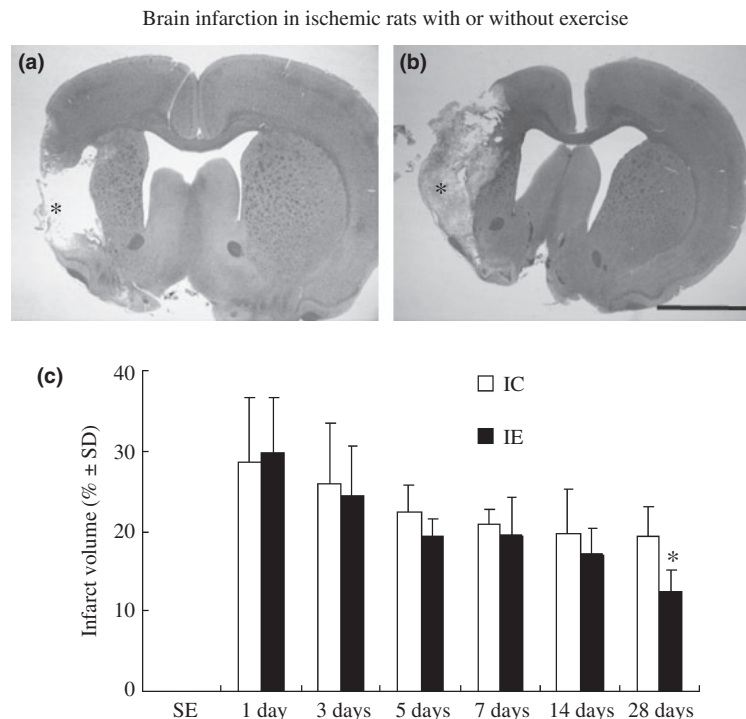 Brain infarction in ischemic rats with or without exercise
(a)
*
(b)
*
(c)
Infarct volume (% ± SD)
40
30
20
10
0
IC
IE
*
SE 1 day 3 days 5 days 7 days 14 days 28 days